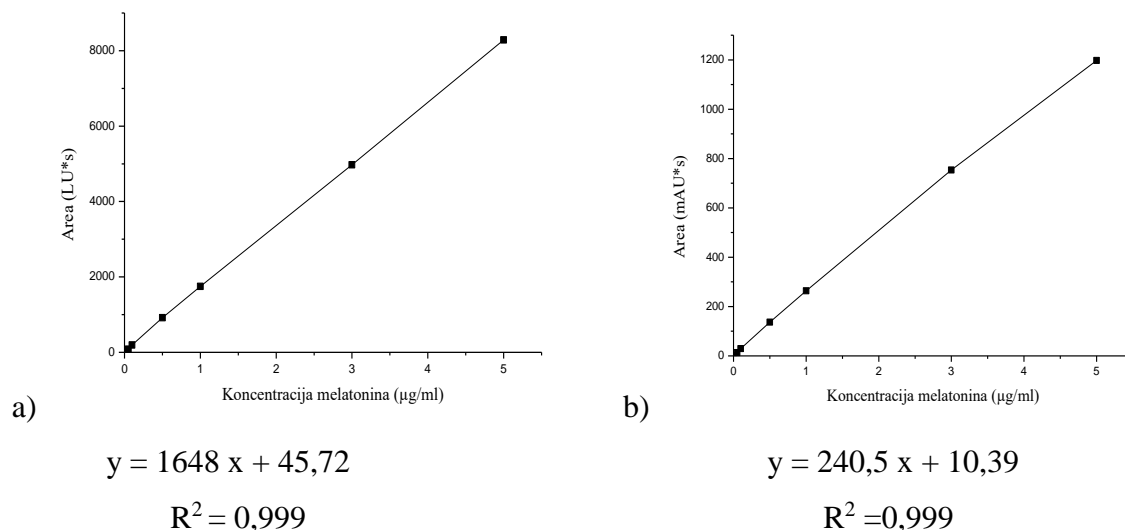 8000
6000
4000
2000
0
Area (LU*s)
0 1 2 3 4 5
Koncentracija melatonina (µg/ml)
a)
y = 1648 x + 45,72
R² = 0,999
1200
1000
800
600
400
200
0
Area (mAU*s)
0 1 2 3 4 5
Koncentracija melatonina (µg/ml)
b)
y = 240,5 x + 10,39
R² =0,999